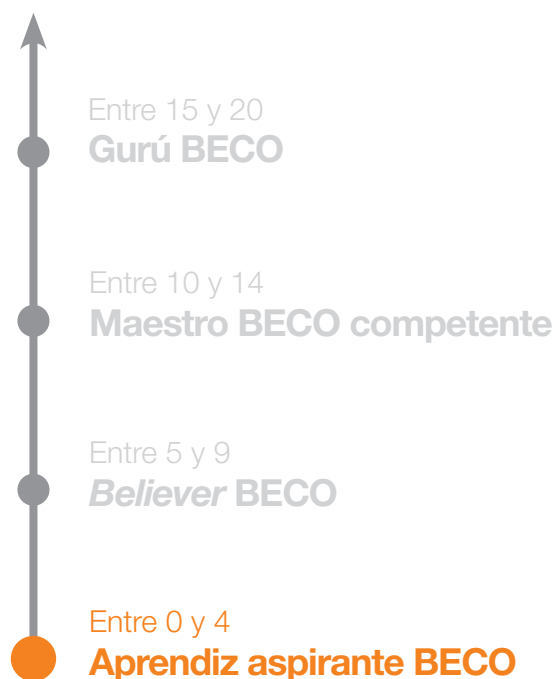 Entre 15 y 20
Gurú BECO
Entre 10 y 14
Maestro BECO competente
Entre 5 y 9
Believer BECO
Entre 0 y 4
Aprendiz aspirante BECO